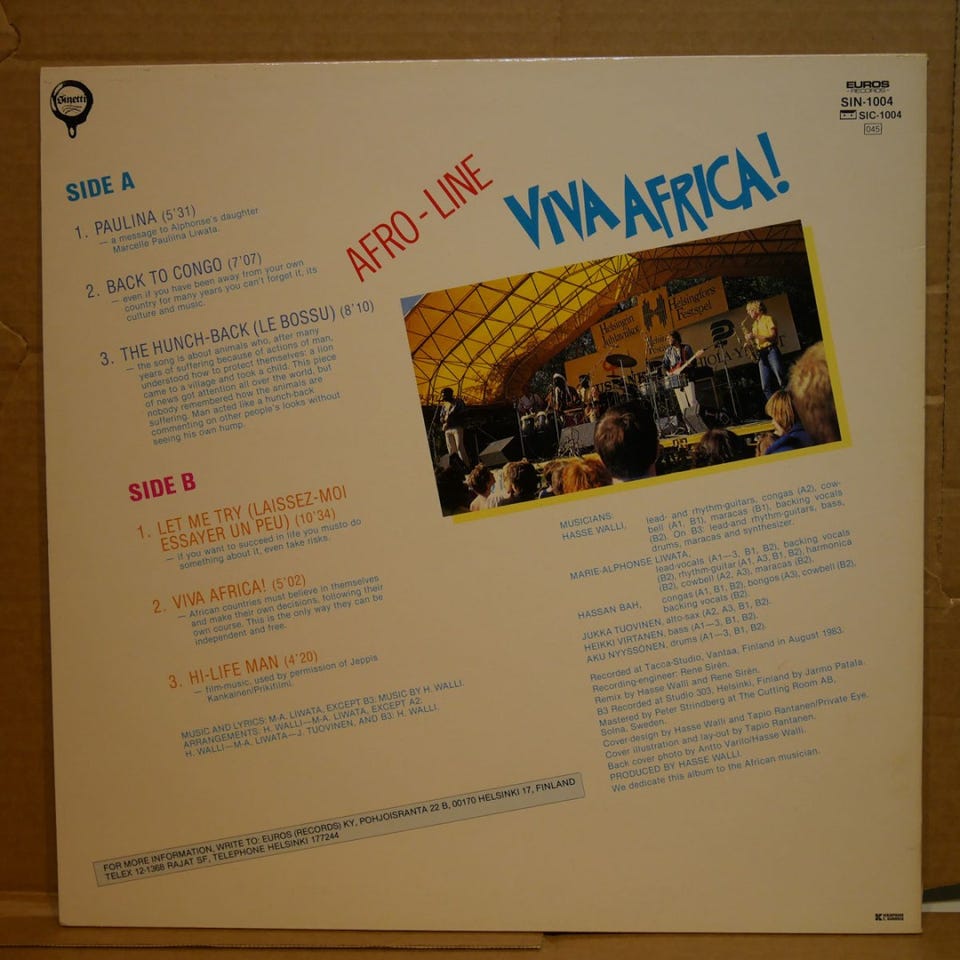 Sinetti
EUROS
RECORDS
SIN-1004
SIC-1004
045
AFRO-LINE
VIVA AFRICA!
SIDE A
1. PAULINA (5'31)
— a message to Alphonse's daughter
Marcelle Pauliina Liwata.
2. BACK TO CONGO (7'07)
— even if you have been away from your own
country for many years you can't forget it, its
culture and music.
3. THE HUNCH-BACK (LE BOSSU) (8'10)
— the song is about animals who, after many
years of suffering because of actions of man,
understood how to protect themselves: a lion
came to a village and took a child. This piece
of news got attention all over the world, but
nobody remembered how the animals are
suffering. Man acted like a hunch-back
commenting on other people's looks without
seeing his own hump.
SIDE B
1. LET ME TRY (LAISSEZ-MOI
ESSAYER UN PEU) (10'34)
— if you want to succeed in life you musto do
something about it, even take risks.
2. VIVA AFRICA! (5'02)
— African countries must believe in themselves
and make their own decisions, following their
own course. This is the only way they can be
independent and free.
3. HI-LIFE MAN (4'20)
— film-music, used by permission of Jeppis
Kankainen/Prikifilmi.
MUSIC AND LYRICS: M-A. LIWATA, EXCEPT B3: MUSIC BY H. WALLI.
ARRANGEMENTS: H. WALLI—M-A. LIWATA, EXCEPT A2:
H. WALLI—M-A. LIWATA—J. TUOVINEN, AND B3: H. WALLI.
Helsingin
Juhlaviikot
Helsingfors
Festspel
MUSICIANS:
HASSE WALLI, lead- and rhythm-guitars, congas (A2), cow-
bell (A1, B1), maracas (B1), backing vocals
(B2). On B3: lead-and rhythm-guitars, bass,
drums, maracas and synthesizer.
MARIE-ALPHONSE LIWATA,
lead-vocals (A1—3, B1, B2), backing vocals
(B2), rhythm-guitar (A1, A3, B1, B2), harmonica
(B2), cowbell (A2, A3), maracas (B2).
HASSAN BAH, congas (A1, B1, B2), bongos (A3), cowbell (B2),
backing vocals (B2).
JUKKA TUOVINEN, alto-sax (A2, A3, B1, B2).
HEIKKI VIRTANEN, bass (A1—3, B1, B2).
AKU NYYSSÖNEN, drums (A1—3, B1, B2).
Recorded at Tacca-Studio, Vantaa, Finland in August 1983.
Recording-engineer: Rene Sirén.
Remix by Hasse Walli and Rene Sirén.
B3 Recorded at Studio 303, Helsinki, Finland by Jarmo Patala.
Mastered by Peter Strindberg at The Cutting Room AB,
Solna, Sweden.
Cover-design by Hasse Walli and Tapio Rantanen/Private Eye.
Cover illustration and lay-out by Tapio Rantanen.
Back cover photo by Antto Varilo/Hasse Walli.
PRODUCED BY HASSE WALLI.
We dedicate this album to the African musician.
FOR MORE INFORMATION, WRITE TO: EUROS (RECORDS) KY, POHJOISRANTA 22 B, 00170 HELSINKI 17, FINLAND
TELEX 12-1368 RAJAT SF, TELEPHONE HELSINKI 177244